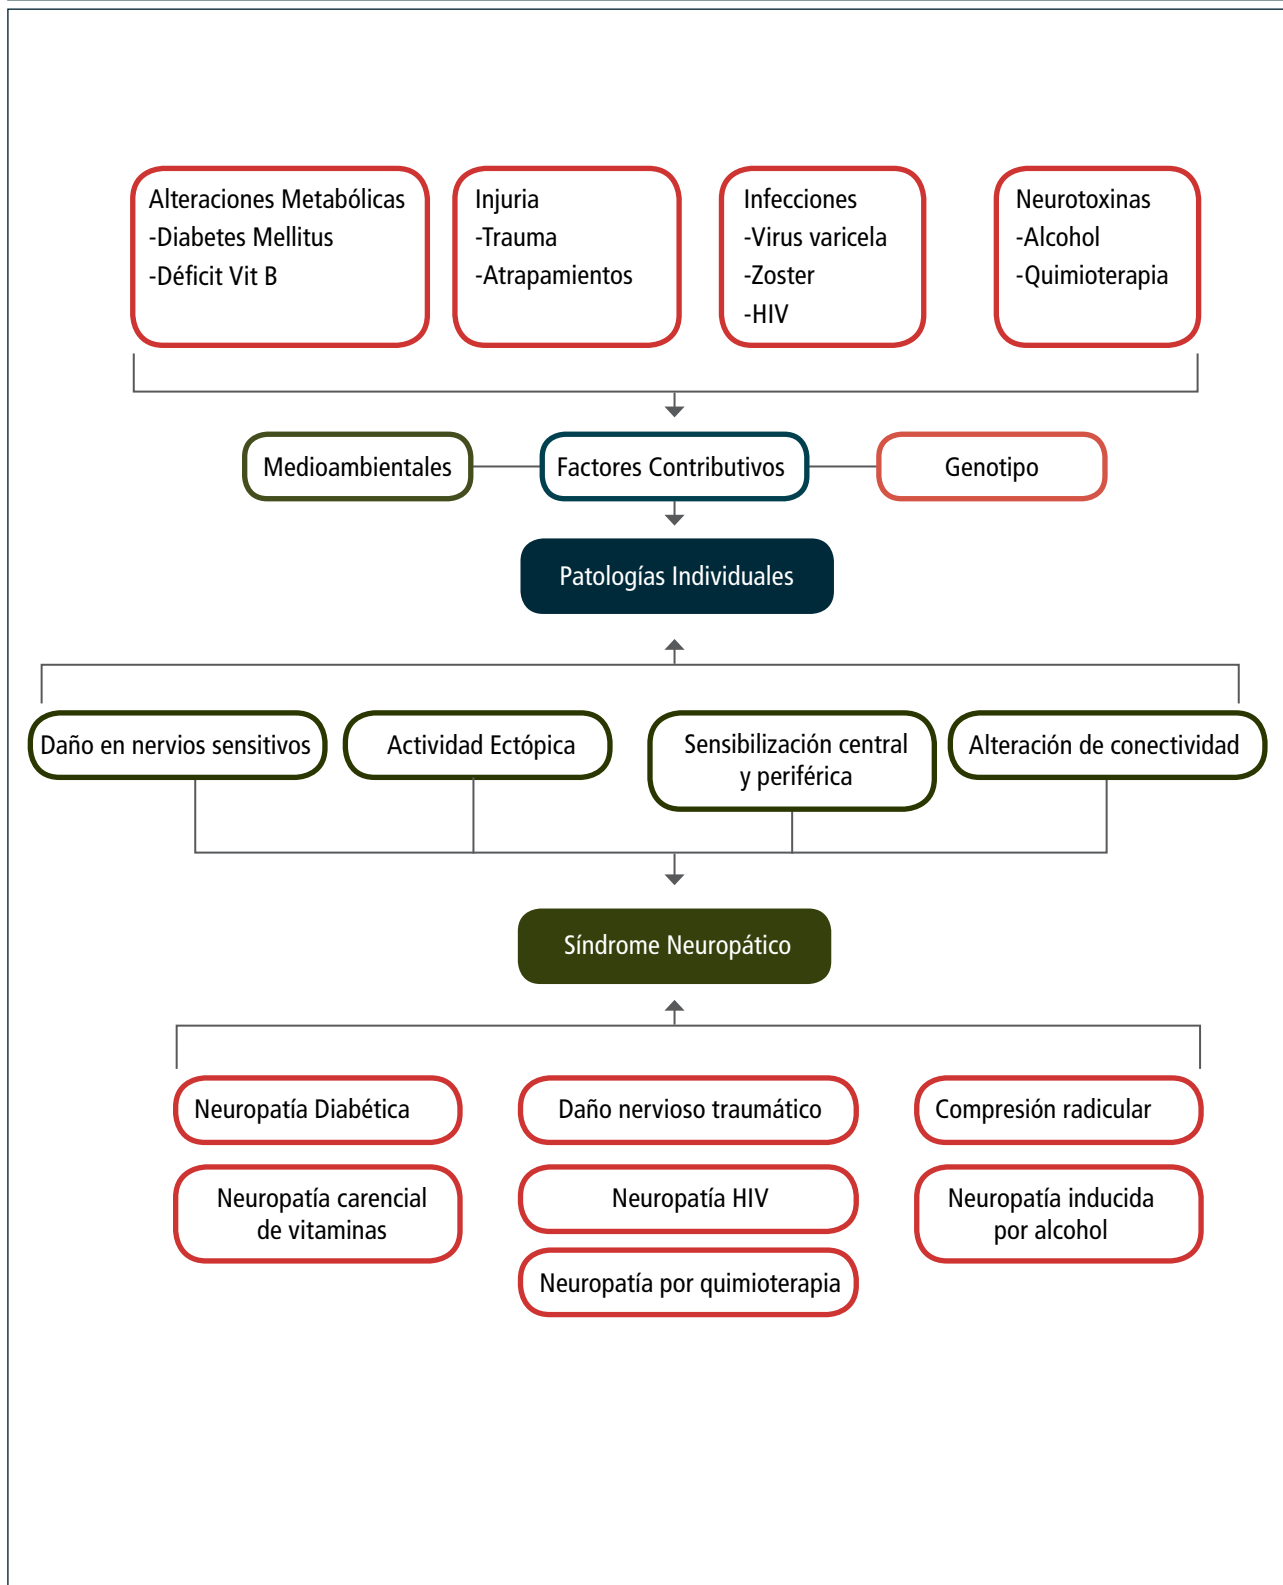 Alteraciones Metabólicas
-Diabetes Mellitus
-Déficit Vit B
Injuria
-Trauma
-Atrapamientos
Infecciones
-Virus varicela
-Zoster
-HIV
Neurotoxinas
-Alcohol
-Quimioterapia
Medioambientales
Factores Contributivos
Genotipo
Patologías Individuales
Daño en nervios sensitivos
Actividad Ectópica
Sensibilización central
y periférica
Alteración de conectividad
Síndrome Neuropático
Neuropatía Diabética
Daño nervioso traumático
Compresión radicular
Neuropatía carencial
de vitaminas
Neuropatía HIV
Neuropatía inducida
por alcohol
Neuropatía por quimioterapia